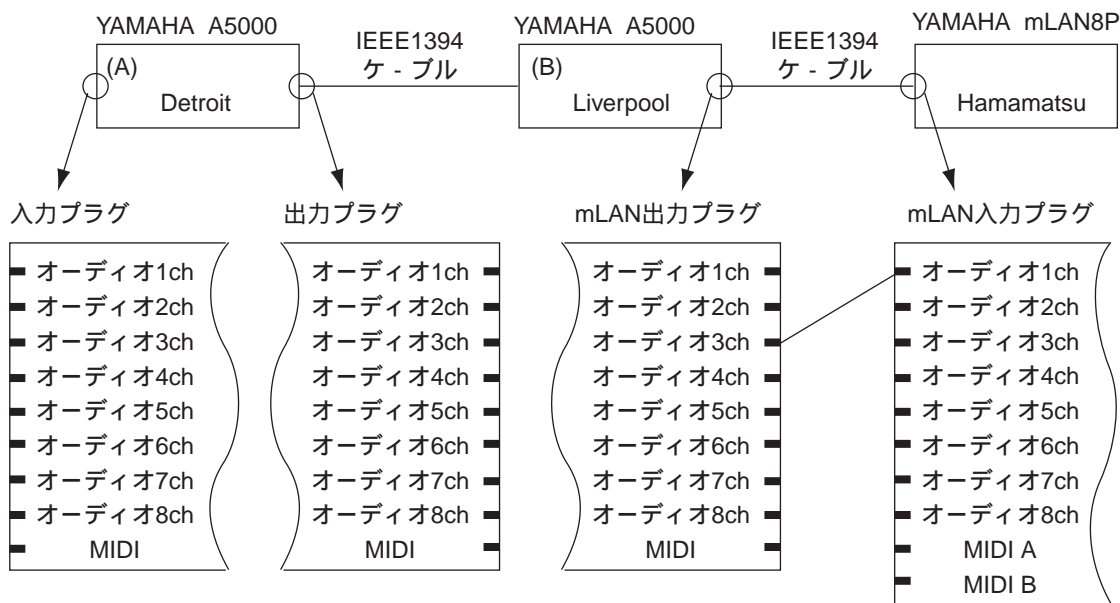 YAMAHA A5000
YAMAHA A5000
YAMAHA mLAN8P
IEEE1394
ケ - ブル
IEEE1394
ケ - ブル
(A)
Detroit
(B)
Liverpool
Hamamatsu
入力プラグ
出力プラグ
mLAN出力プラグ
mLAN入力プラグ
オーディオ1ch
オーディオ2ch
オーディオ3ch
オーディオ4ch
オーディオ5ch
オーディオ6ch
オーディオ7ch
オーディオ8ch
MIDI
オーディオ1ch
オーディオ2ch
オーディオ3ch
オーディオ4ch
オーディオ5ch
オーディオ6ch
オーディオ7ch
オーディオ8ch
MIDI
オーディオ1ch
オーディオ2ch
オーディオ3ch
オーディオ4ch
オーディオ5ch
オーディオ6ch
オーディオ7ch
オーディオ8ch
MIDI
オーディオ1ch
オーディオ2ch
オーディオ3ch
オーディオ4ch
オーディオ5ch
オーディオ6ch
オーディオ7ch
オーディオ8ch
MIDI A
MIDI B